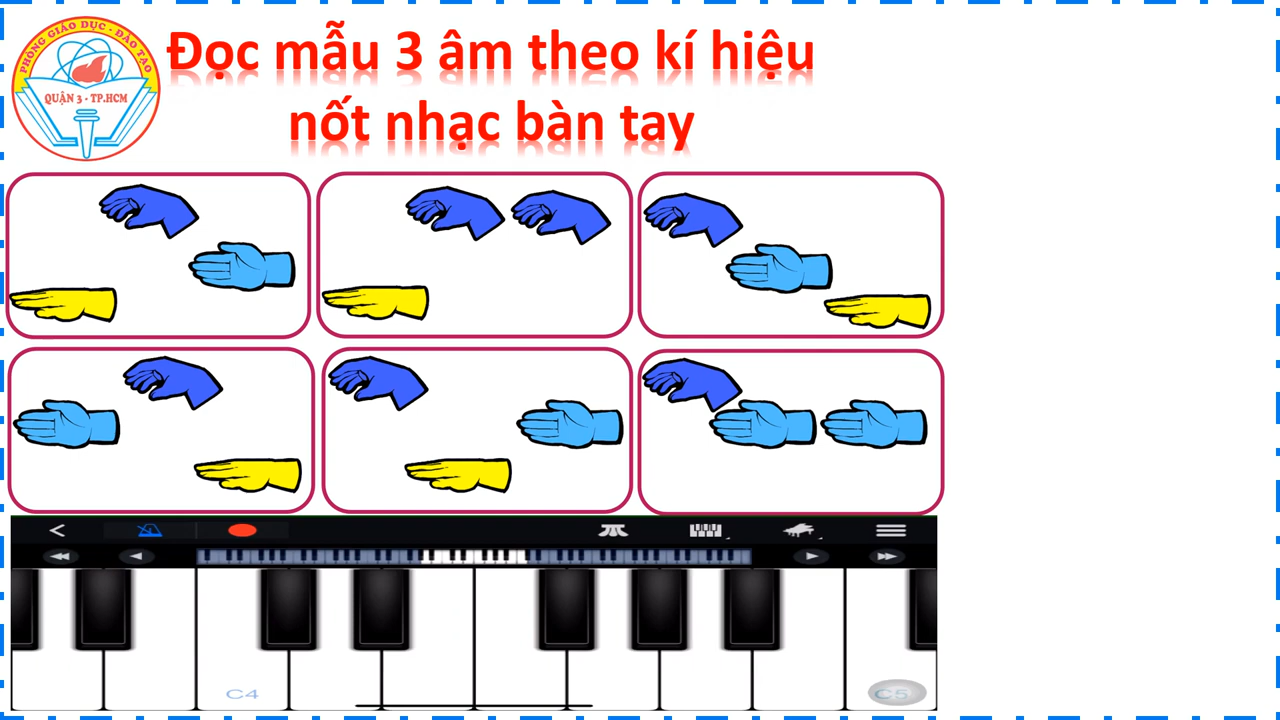 PHÒNG GIÁO DỤC - ĐÀO TẠO
QUẬN 3 - TP.HCM
Đọc mẫu 3 âm theo kí hiệu
nốt nhạc bàn tay
C4
C5